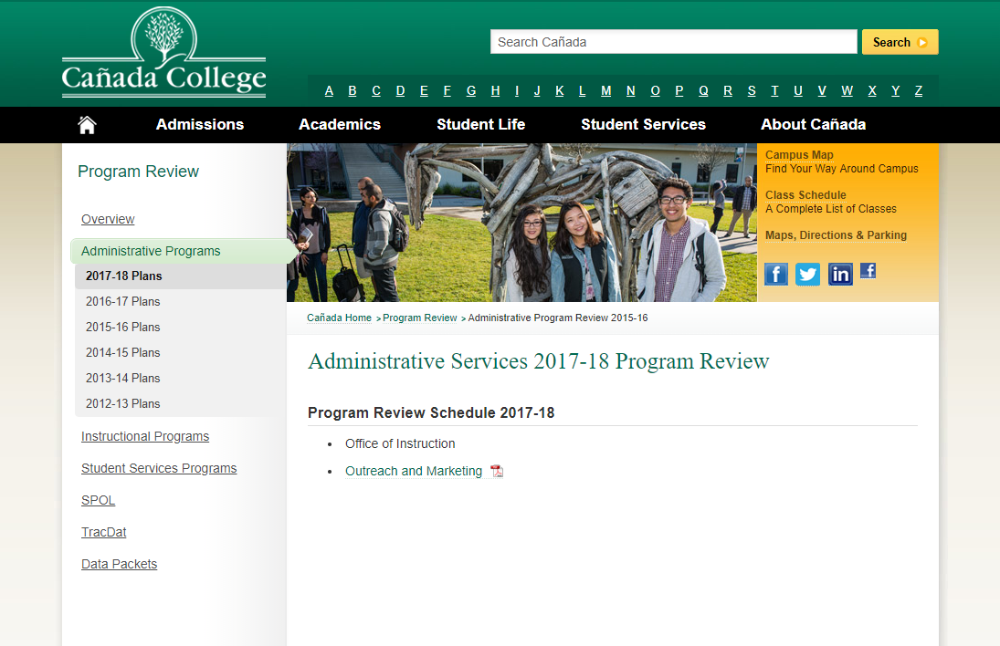 Cañada College
Search Cañada
Search
A B C D E F G H I J K L M N O P Q R S T U V W X Y Z
Admissions
Academics
Student Life
Student Services
About Cañada
Program Review
Overview
Administrative Programs
2017-18 Plans
2016-17 Plans
2015-16 Plans
2014-15 Plans
2013-14 Plans
2012-13 Plans
Instructional Programs
Student Services Programs
SPOL
TracDat
Data Packets
Campus Map
Find Your Way Around Campus
Class Schedule
A Complete List of Classes
Maps, Directions & Parking
Cañada Home > Program Review > Administrative Program Review 2015-16
Administrative Services 2017-18 Program Review
Program Review Schedule 2017-18
• Office of Instruction
• Outreach and Marketing